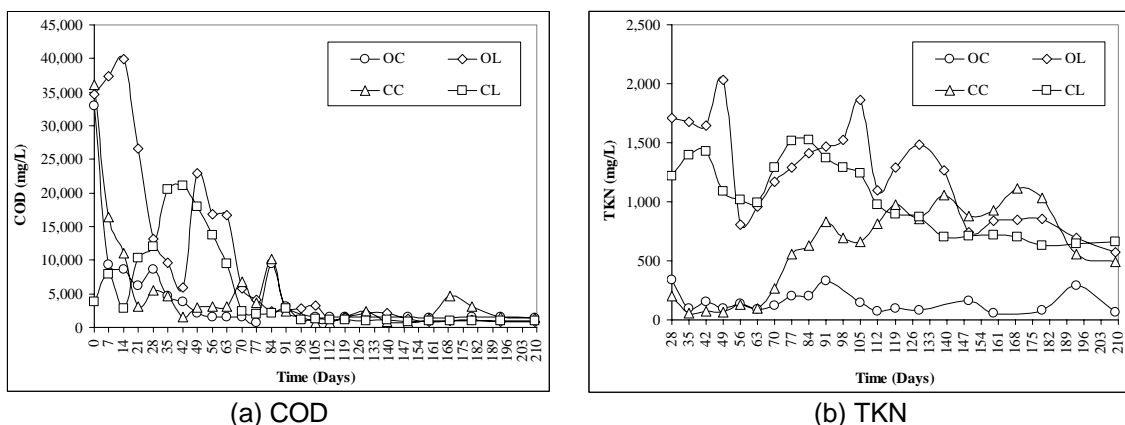 45,000
40,000
35,000
30,000
25,000
20,000
15,000
10,000
5,000
0
COD (mg/L)
OC OL
CC CL
0 7 14 21 28 35 42 49 56 63 70 77 84 91 98 105 112 119 126 133 140 147 154 161 168 175 182 189 196 203 210
Time (Days)
(a) COD
2,500
2,000
1,500
1,000
500
0
TKN (mg/L)
OC OL
CC CL
28 35 42 49 56 63 70 77 84 91 98 105 112 119 126 133 140 147 154 161 168 175 182 189 196 203 210
Time (Days)
(b) TKN